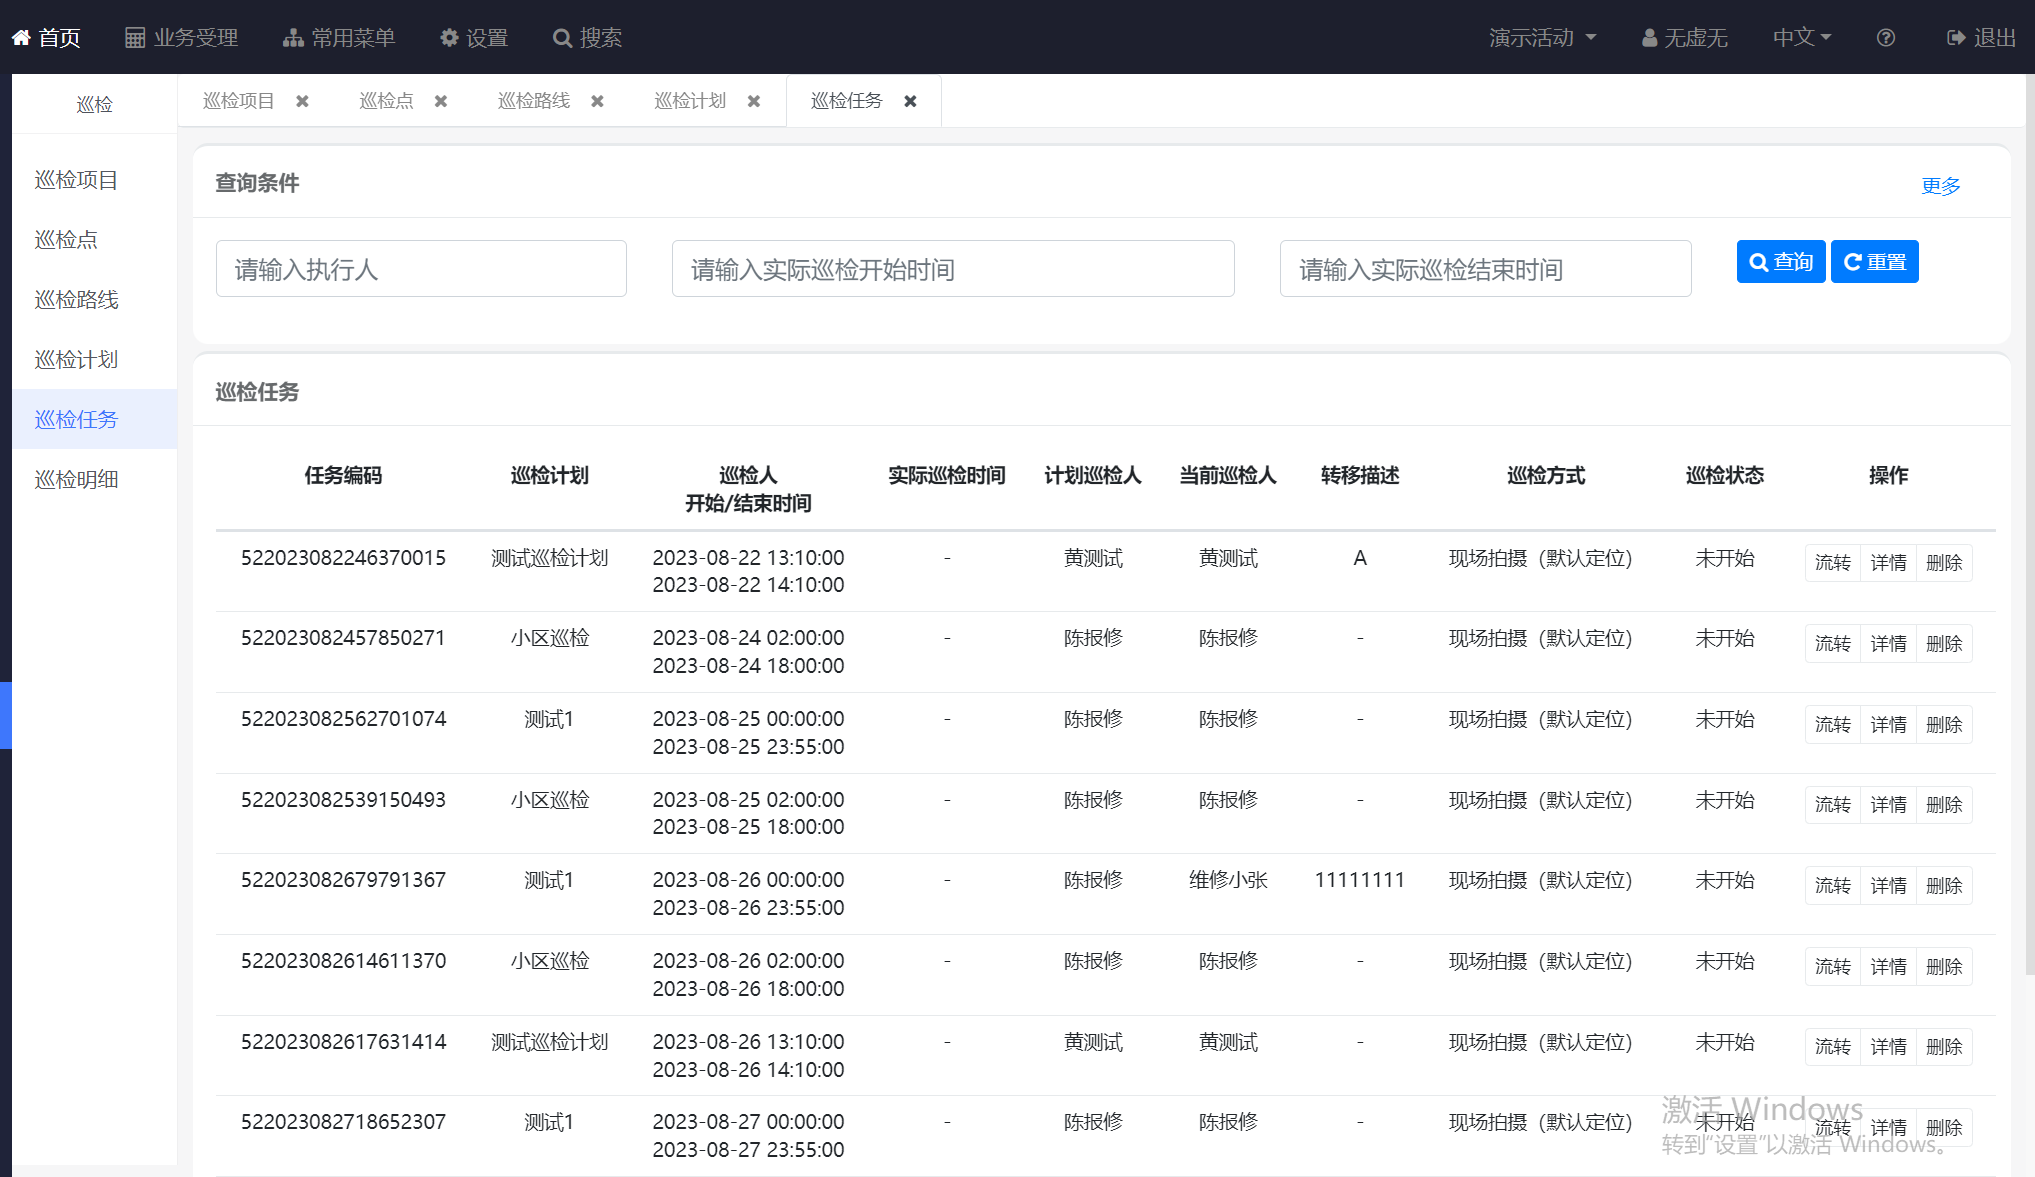 首页 业务受理 常用菜单 设置 搜索 演示活动 无虚无 中文 退出
巡检 巡检项目 巡检点 巡检路线 巡检计划 巡检任务
巡检项目
巡检点
巡检路线
巡检计划
巡检任务
巡检明细
查询条件 更多
请输入执行人 请输入实际巡检开始时间 请输入实际巡检结束时间 查询 重置
巡检任务
任务编码 巡检计划 巡检人 实际巡检时间 计划巡检人 当前巡检人 转移描述 巡检方式 巡检状态 操作
开始/结束时间
522023082246370015 测试巡检计划 2023-08-22 13:10:00 - 黄测试 黄测试 A 现场拍摄（默认定位） 未开始 流转 详情 删除
2023-08-22 14:10:00
522023082457850271 小区巡检 2023-08-24 02:00:00 - 陈报修 陈报修 - 现场拍摄（默认定位） 未开始 流转 详情 删除
2023-08-24 18:00:00
522023082562701074 测试1 2023-08-25 00:00:00 - 陈报修 陈报修 - 现场拍摄（默认定位） 未开始 流转 详情 删除
2023-08-25 23:55:00
522023082539150493 小区巡检 2023-08-25 02:00:00 - 陈报修 陈报修 - 现场拍摄（默认定位） 未开始 流转 详情 删除
2023-08-25 18:00:00
522023082679791367 测试1 2023-08-26 00:00:00 - 陈报修 维修小张 11111111 现场拍摄（默认定位） 未开始 流转 详情 删除
2023-08-26 23:55:00
522023082614611370 小区巡检 2023-08-26 02:00:00 - 陈报修 陈报修 - 现场拍摄（默认定位） 未开始 流转 详情 删除
2023-08-26 18:00:00
522023082617631414 测试巡检计划 2023-08-26 13:10:00 - 黄测试 黄测试 - 现场拍摄（默认定位） 未开始 流转 详情 删除
2023-08-26 14:10:00
522023082718652307 测试1 2023-08-27 00:00:00 - 陈报修 陈报修 - 现场拍摄（默认定位） 未开始 流转 详情 删除
2023-08-27 23:55:00
激活 Windows
转到“设置”以激活 Windows。